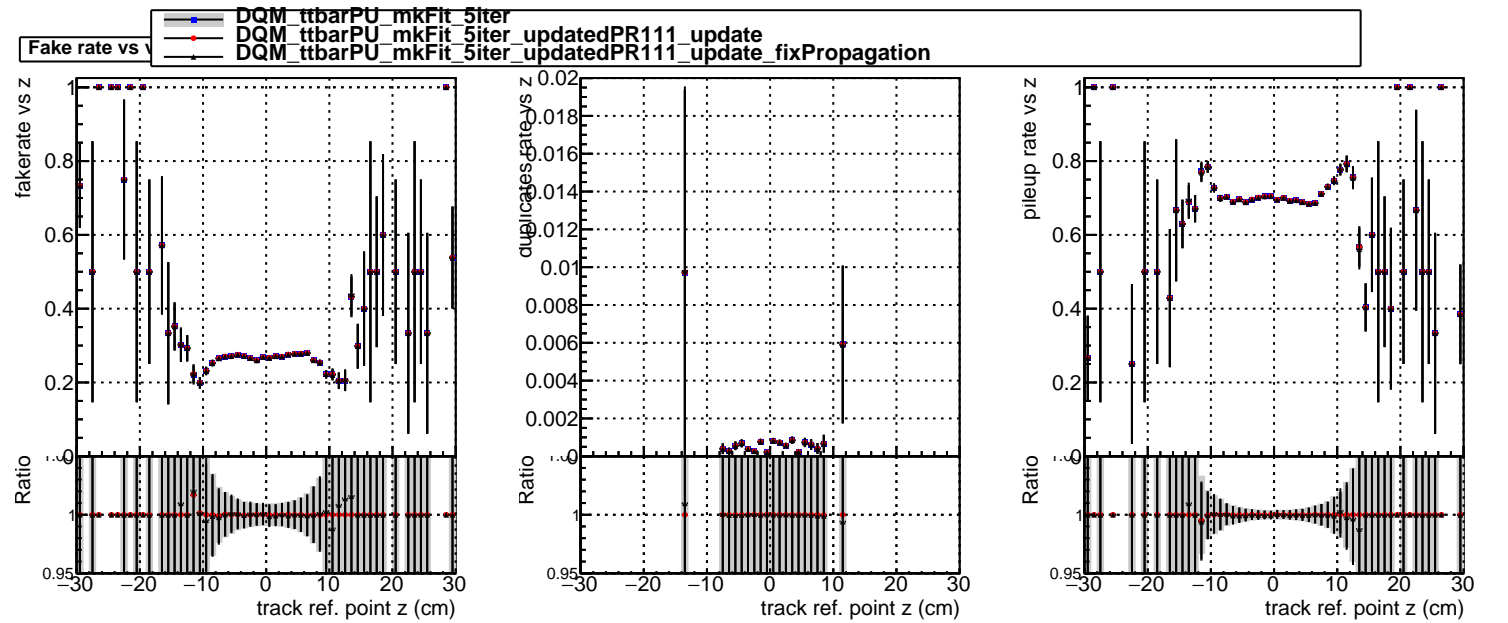 DQM_ttbarPU_mkFit_5iter
DQM_ttbarPU_mkFit_5iter_updatedPR111_update
DQM_ttbarPU_mkFit_5iter_updatedPR111_update_fixPropagation
Fake rate vs
fakerate vs z
1
0.8
0.6
0.4
0.2
Ratio
1
0.95
−30 −20 −10 0 10 20 30
track ref. point z (cm)
duplicates rate vs z
0.02
0.018
0.016
0.014
0.012
0.01
0.008
0.006
0.004
0.002
Ratio
1
0.95
−30 −20 −10 0 10 20 30
track ref. point z (cm)
pileup rate vs z
1
0.8
0.6
0.4
0.2
Ratio
1
0.95
−30 −20 −10 0 10 20 30
track ref. point z (cm)